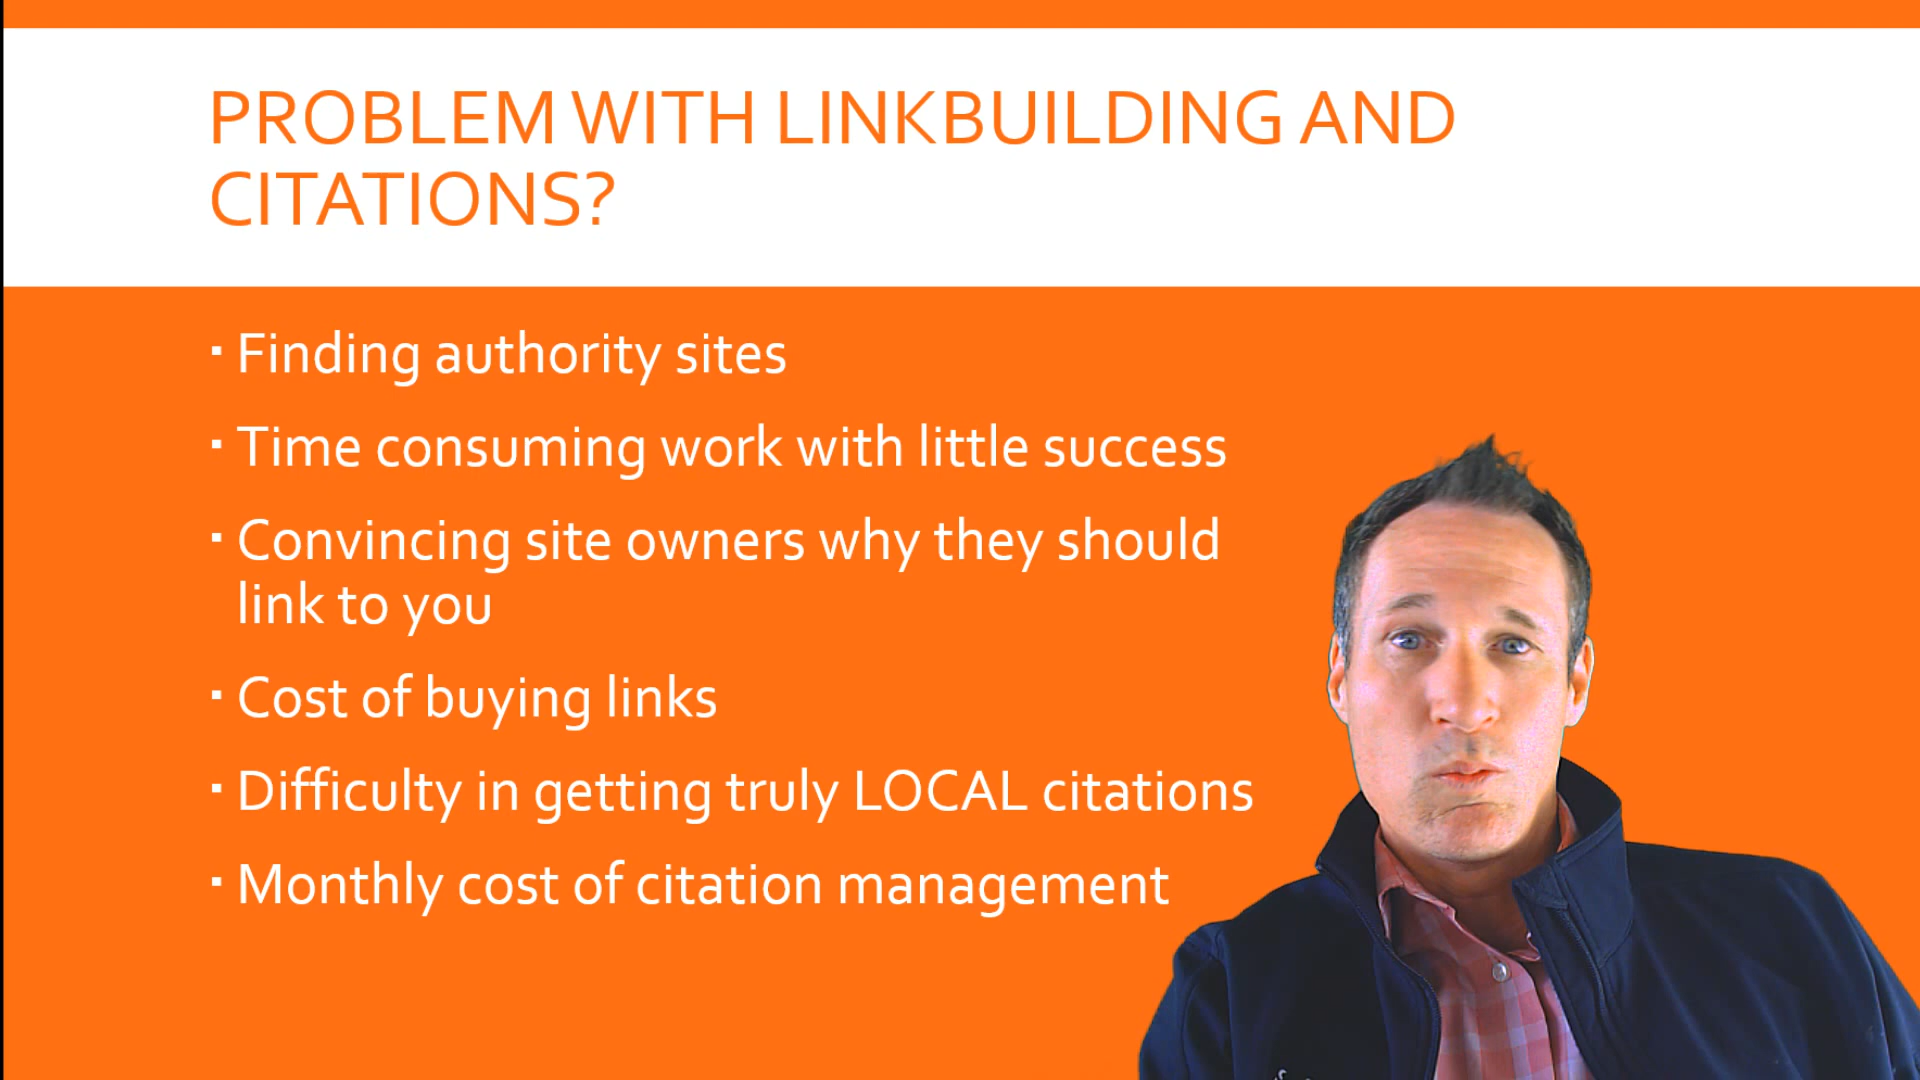 PROBLEM WITH LINKBUILDING AND
CITATIONS?
▪ Finding authority sites
▪ Time consuming work with little success
▪ Convincing site owners why they should
link to you
▪ Cost of buying links
▪ Difficulty in getting truly LOCAL citations
▪ Monthly cost of citation management